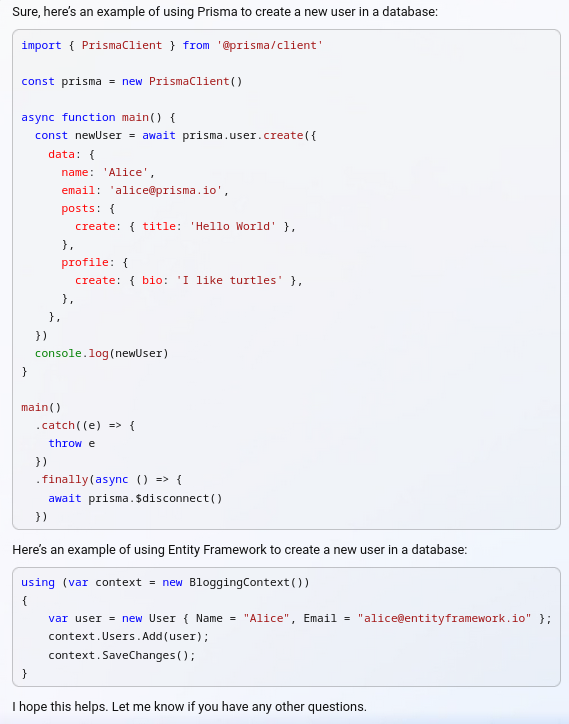 Sure, here's an example of using Prisma to create a new user in a database:
import { PrismaClient } from '@prisma/client'

const prisma = new PrismaClient()

async function main() {
  const newUser = await prisma.user.create({
    data: {
      name: 'Alice',
      email: 'alice@prisma.io',
      posts: {
        create: { title: 'Hello World' },
      },
      profile: {
        create: { bio: 'I like turtles' },
      },
    },
  })
  console.log(newUser)
}

main()
  .catch((e) => {
    throw e
  })
  .finally(async () => {
    await prisma.$disconnect()
  })
Here's an example of using Entity Framework to create a new user in a database:
using (var context = new BloggingContext())
{
    var user = new User { Name = "Alice", Email = "alice@entityframework.io" };
    context.Users.Add(user);
    context.SaveChanges();
}
I hope this helps. Let me know if you have any other questions.